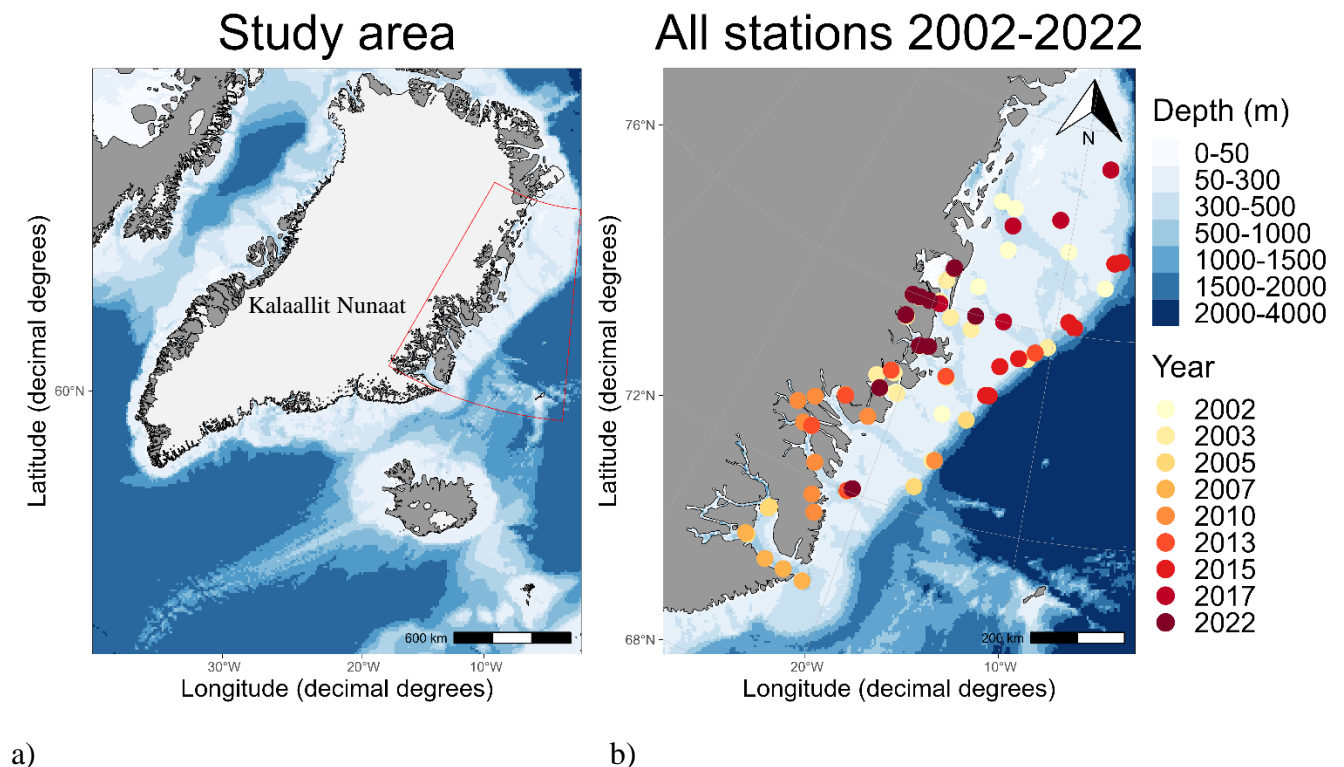 Study area
Latitude (decimal degrees)
60°N
Kalaallit Nunaat
600 km
30°W 20°W 10°W
Longitude (decimal degrees)
a)
All stations 2002-2022
Latitude (decimal degrees)
76°N
72°N
68°N
N
200 km
20°W 10°W
Longitude (decimal degrees)
b)
Depth (m)
0-50
50-300
300-500
500-1000
1000-1500
1500-2000
2000-4000
Year
2002
2003
2005
2007
2010
2013
2015
2017
2022